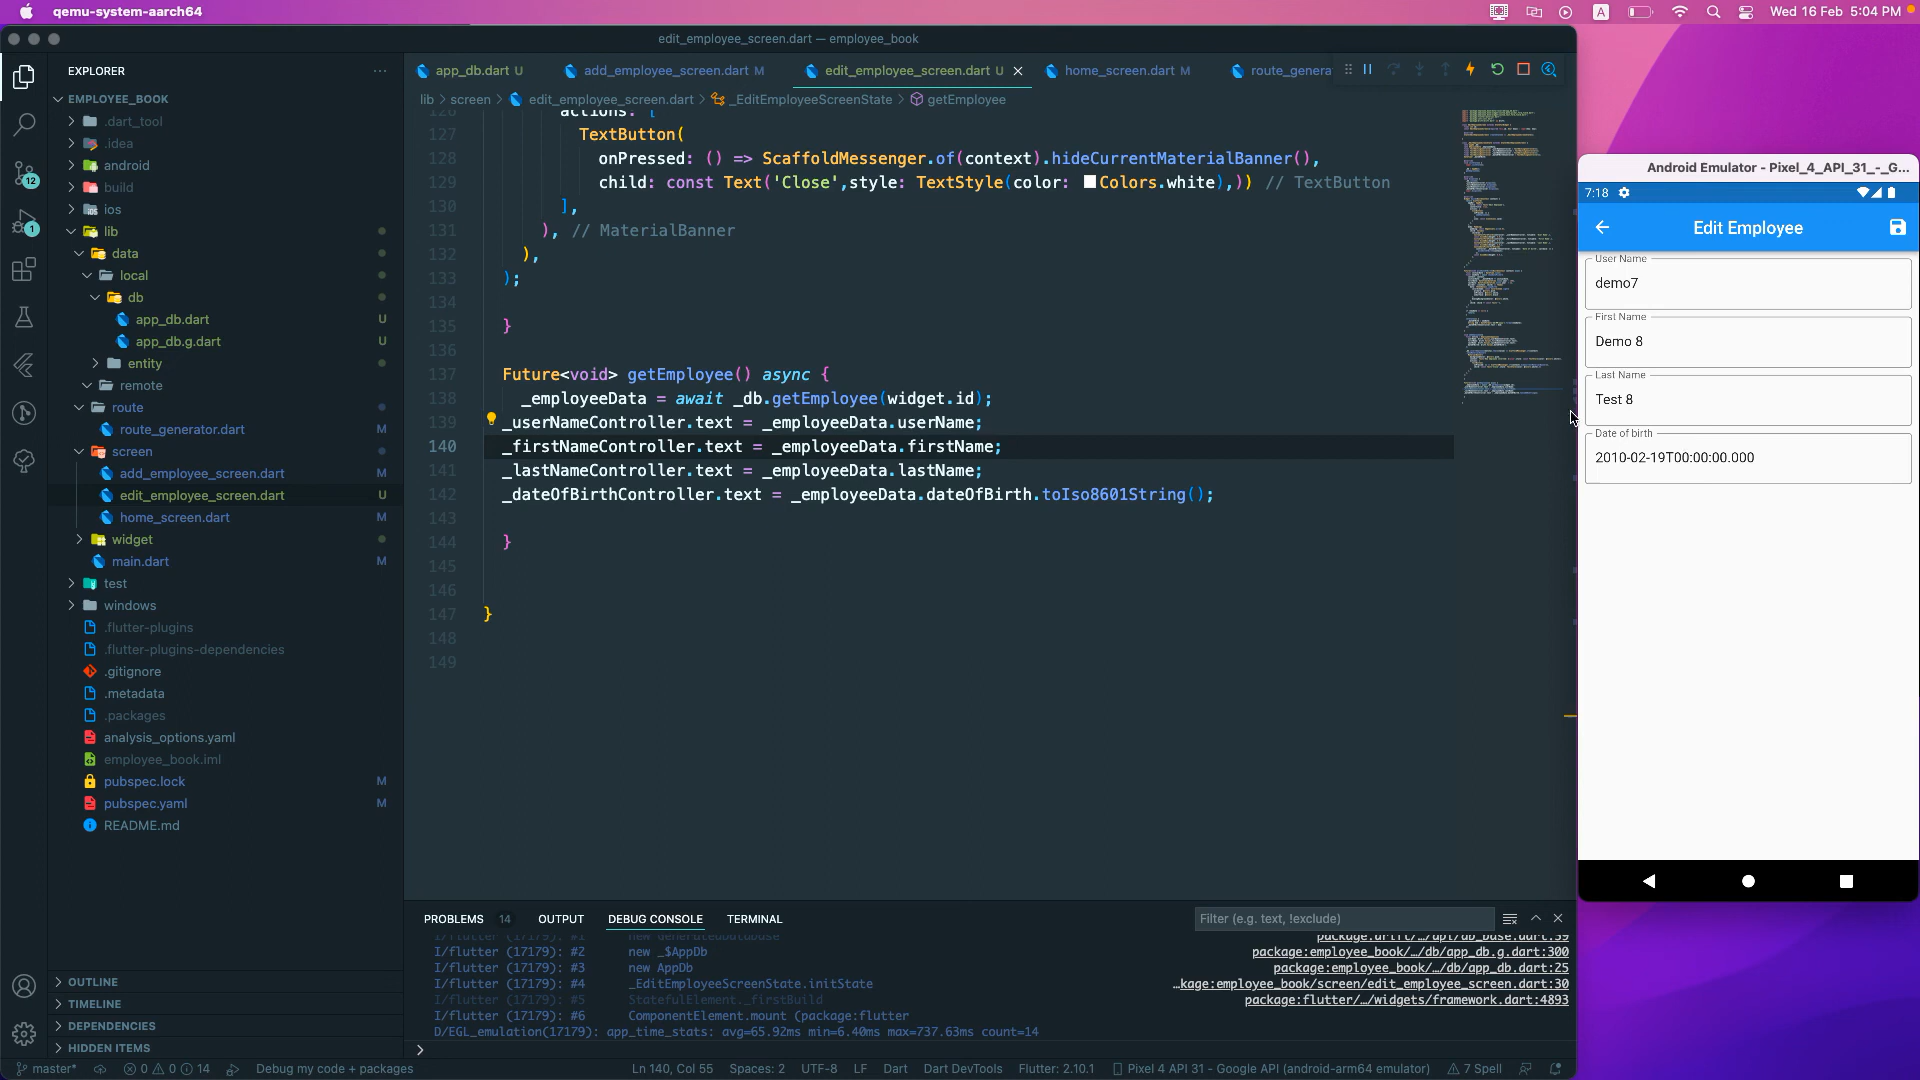 qemu-system-aarch64
Wed 16 Feb 5:04 PM
edit_employee_screen.dart — employee_book
EXPLORER
EMPLOYEE_BOOK
.dart_tool
.idea
android
build
ios
lib
data
local
db
app_db.dart U
app_db.g.dart U
entity
remote
route
route_generator.dart M
screen
add_employee_screen.dart M
edit_employee_screen.dart U
home_screen.dart M
widget
main.dart M
test
windows
.flutter-plugins
.flutter-plugins-dependencies
.gitignore
.metadata
.packages
analysis_options.yaml
employee_book.iml
pubspec.lock M
pubspec.yaml M
README.md
OUTLINE
TIMELINE
DEPENDENCIES
HIDDEN ITEMS
12
1
app_db.dart U
add_employee_screen.dart M
edit_employee_screen.dart U
home_screen.dart M
route_genera
lib > screen > edit_employee_screen.dart > _EditEmployeeScreenState > getEmployee
126 actions: [
127 TextButton(
128 onPressed: () => ScaffoldMessenger.of(context).hideCurrentMaterialBanner(),
129 child: const Text('Close',style: TextStyle(color: Colors.white),)) // TextButton
130 ],
131 ), // MaterialBanner
132 ),
133 );
134
135 }
136
137 Future<void> getEmployee() async {
138 _employeeData = await _db.getEmployee(widget.id);
139 _userNameController.text = _employeeData.userName;
140 _firstNameController.text = _employeeData.firstName;
141 _lastNameController.text = _employeeData.lastName;
142 _dateOfBirthController.text = _employeeData.dateOfBirth.toIso8601String();
143
144 }
145
146
147 }
148
149
PROBLEMS 14 OUTPUT DEBUG CONSOLE TERMINAL
Filter (e.g. text, !exclude)
I/flutter (17179): #1 new GeneratedDatabase package:drift/…/api/db_base.dart:59
I/flutter (17179): #2 new _$AppDb package:employee_book/…/db/app_db.g.dart:300
I/flutter (17179): #3 new AppDb package:employee_book/…/db/app_db.dart:25
I/flutter (17179): #4 _EditEmployeeScreenState.initState …kage:employee_book/screen/edit_employee_screen.dart:30
I/flutter (17179): #5 StatefulElement._firstBuild package:flutter/…/widgets/framework.dart:4893
I/flutter (17179): #6 ComponentElement.mount (package:flutter
D/EGL_emulation(17179): app_time_stats: avg=65.92ms min=6.40ms max=737.63ms count=14
master* 0 0 14 Debug my code + packages
Ln 140, Col 55 Spaces: 2 UTF-8 LF Dart Dart DevTools Flutter: 2.10.1 Pixel 4 API 31 - Google API (android-arm64 emulator) 7 Spell
Android Emulator - Pixel_4_API_31_-_G...
7:18
Edit Employee
User Name
demo7
First Name
Demo 8
Last Name
Test 8
Date of birth
2010-02-19T00:00:00.000